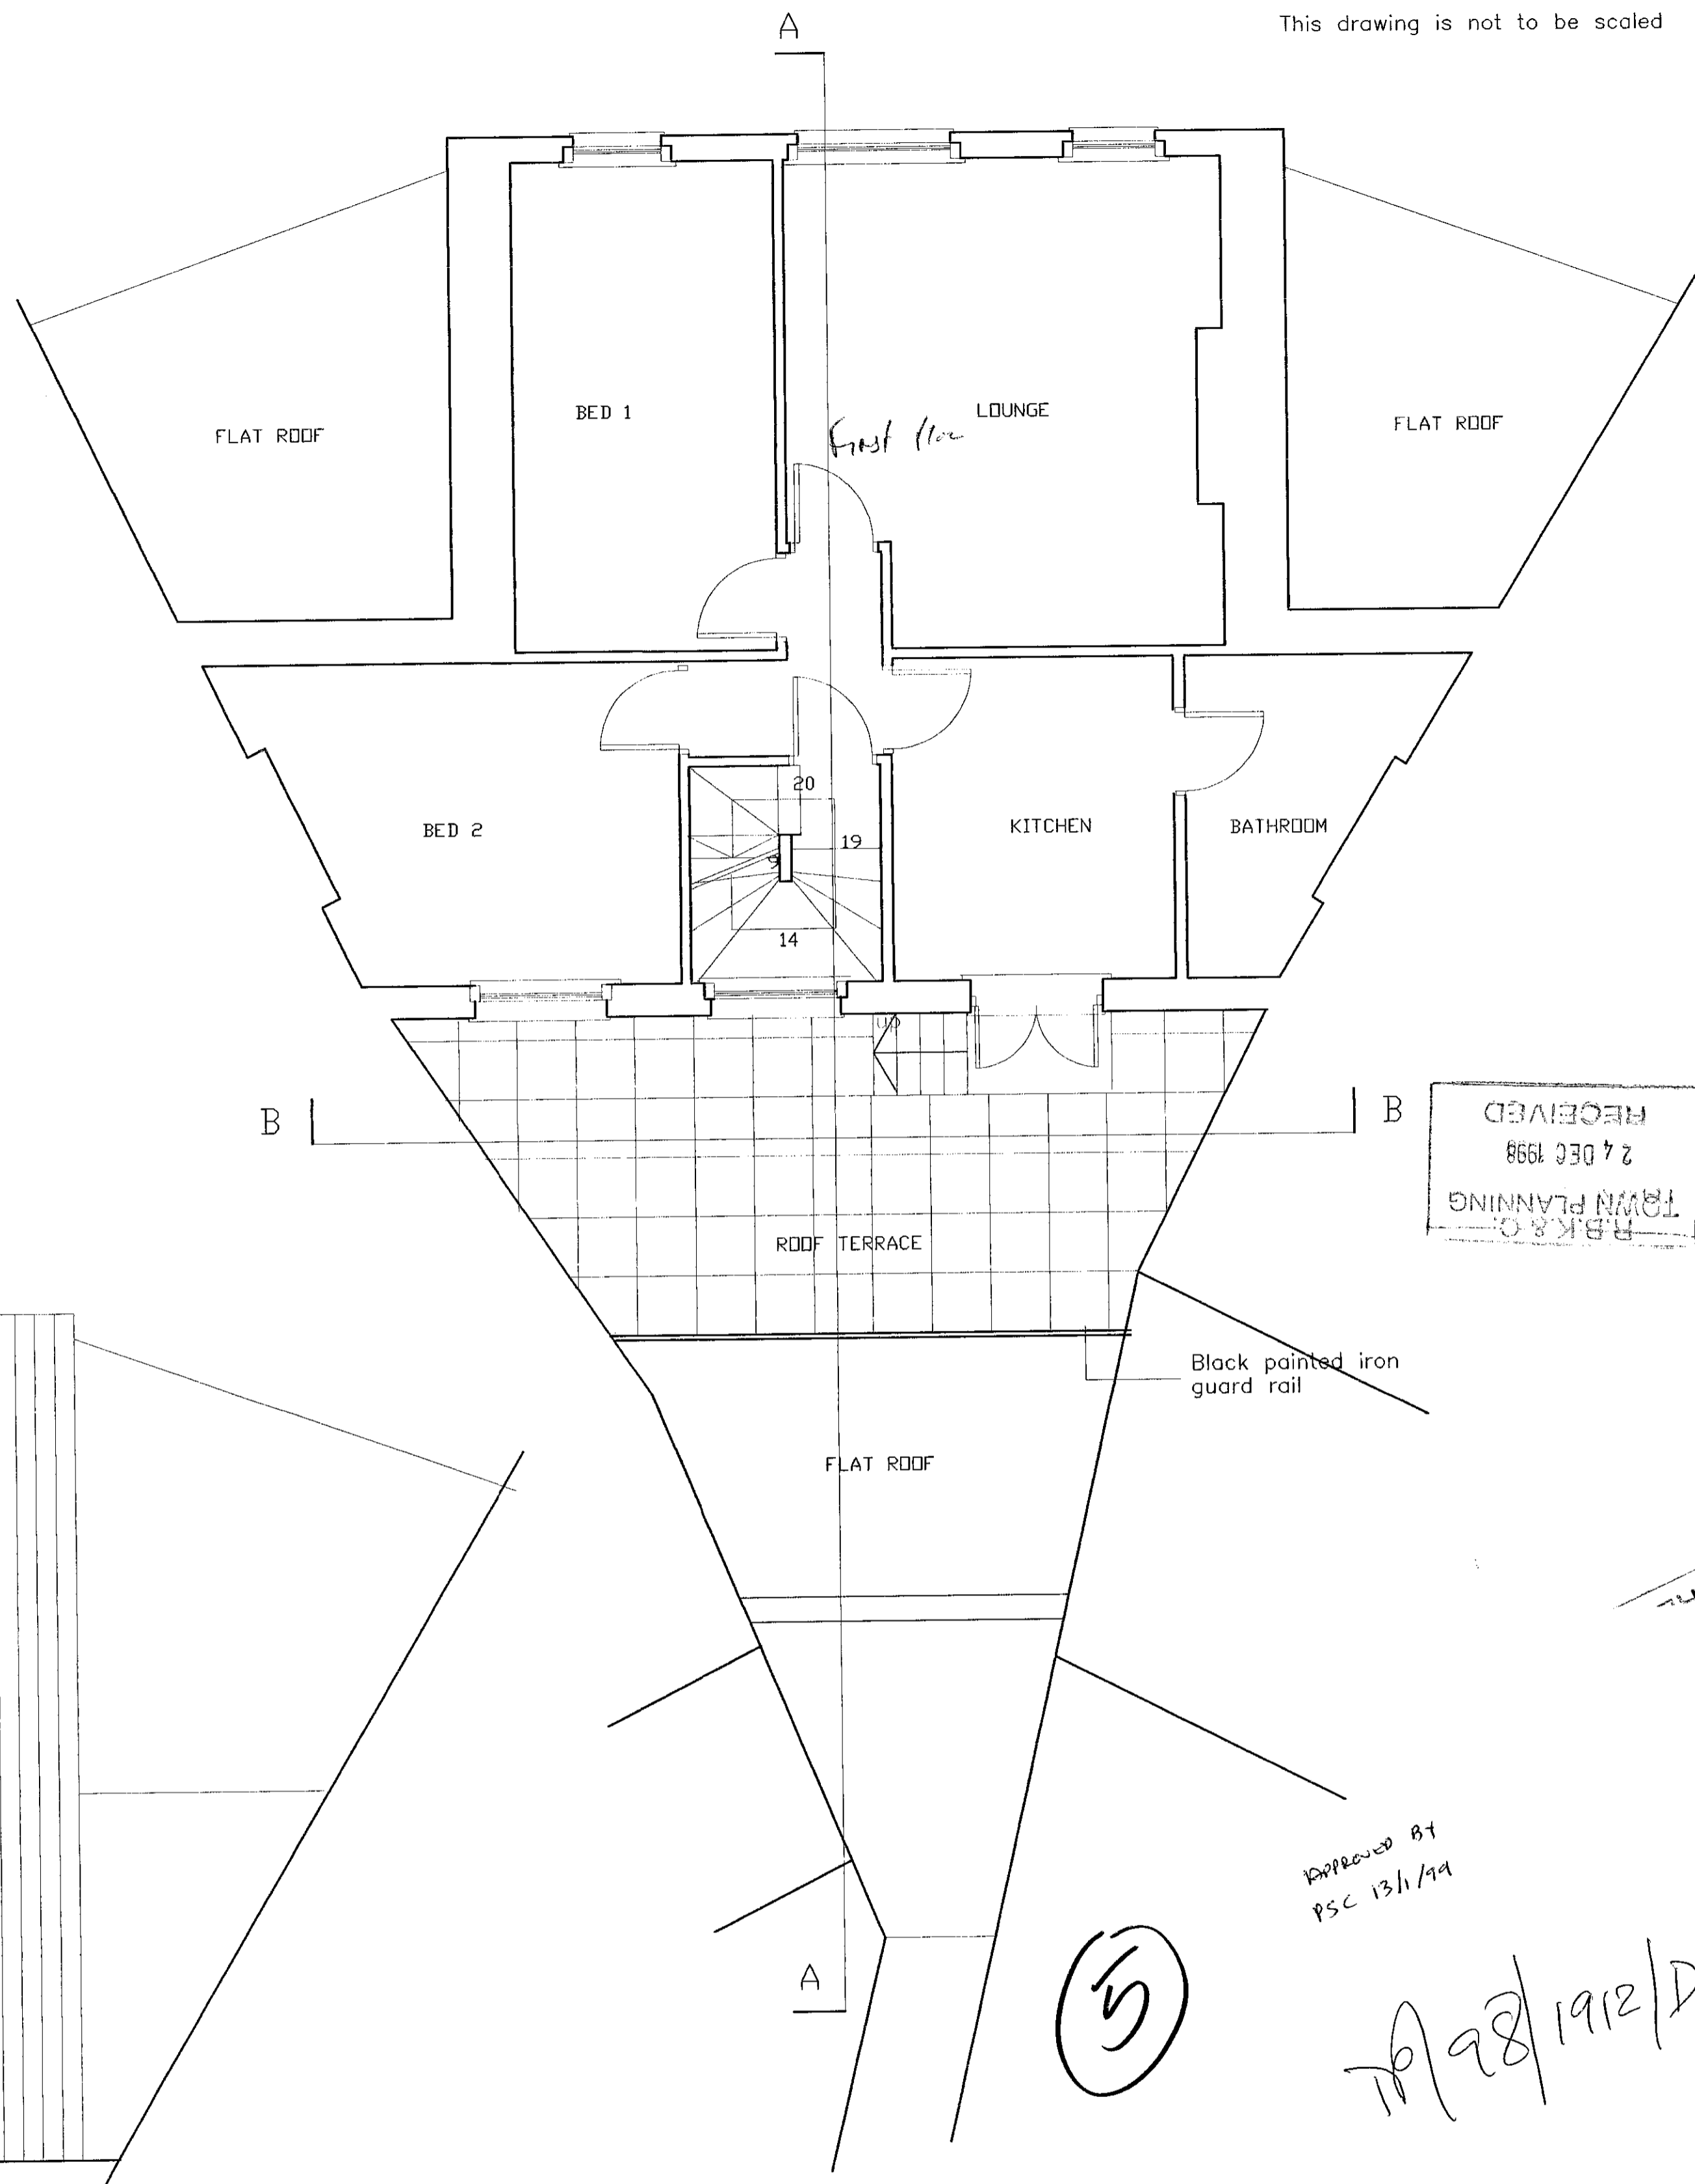 This drawing is not to be scaled
A
FLAT ROOF
BED 1
LOUNGE
FLAT ROOF
First
BED 2
20
19
9
14
KITCHEN
BATHROOM
up
B
B
R.B.K.& C.
TOWN PLANNING
24 DEC 1998
RECEIVED
ROOF TERRACE
Black painted iron
guard rail
FLAT ROOF
APPROVED BY
PSC 13/1/99
A
5
TP/98/1912/D